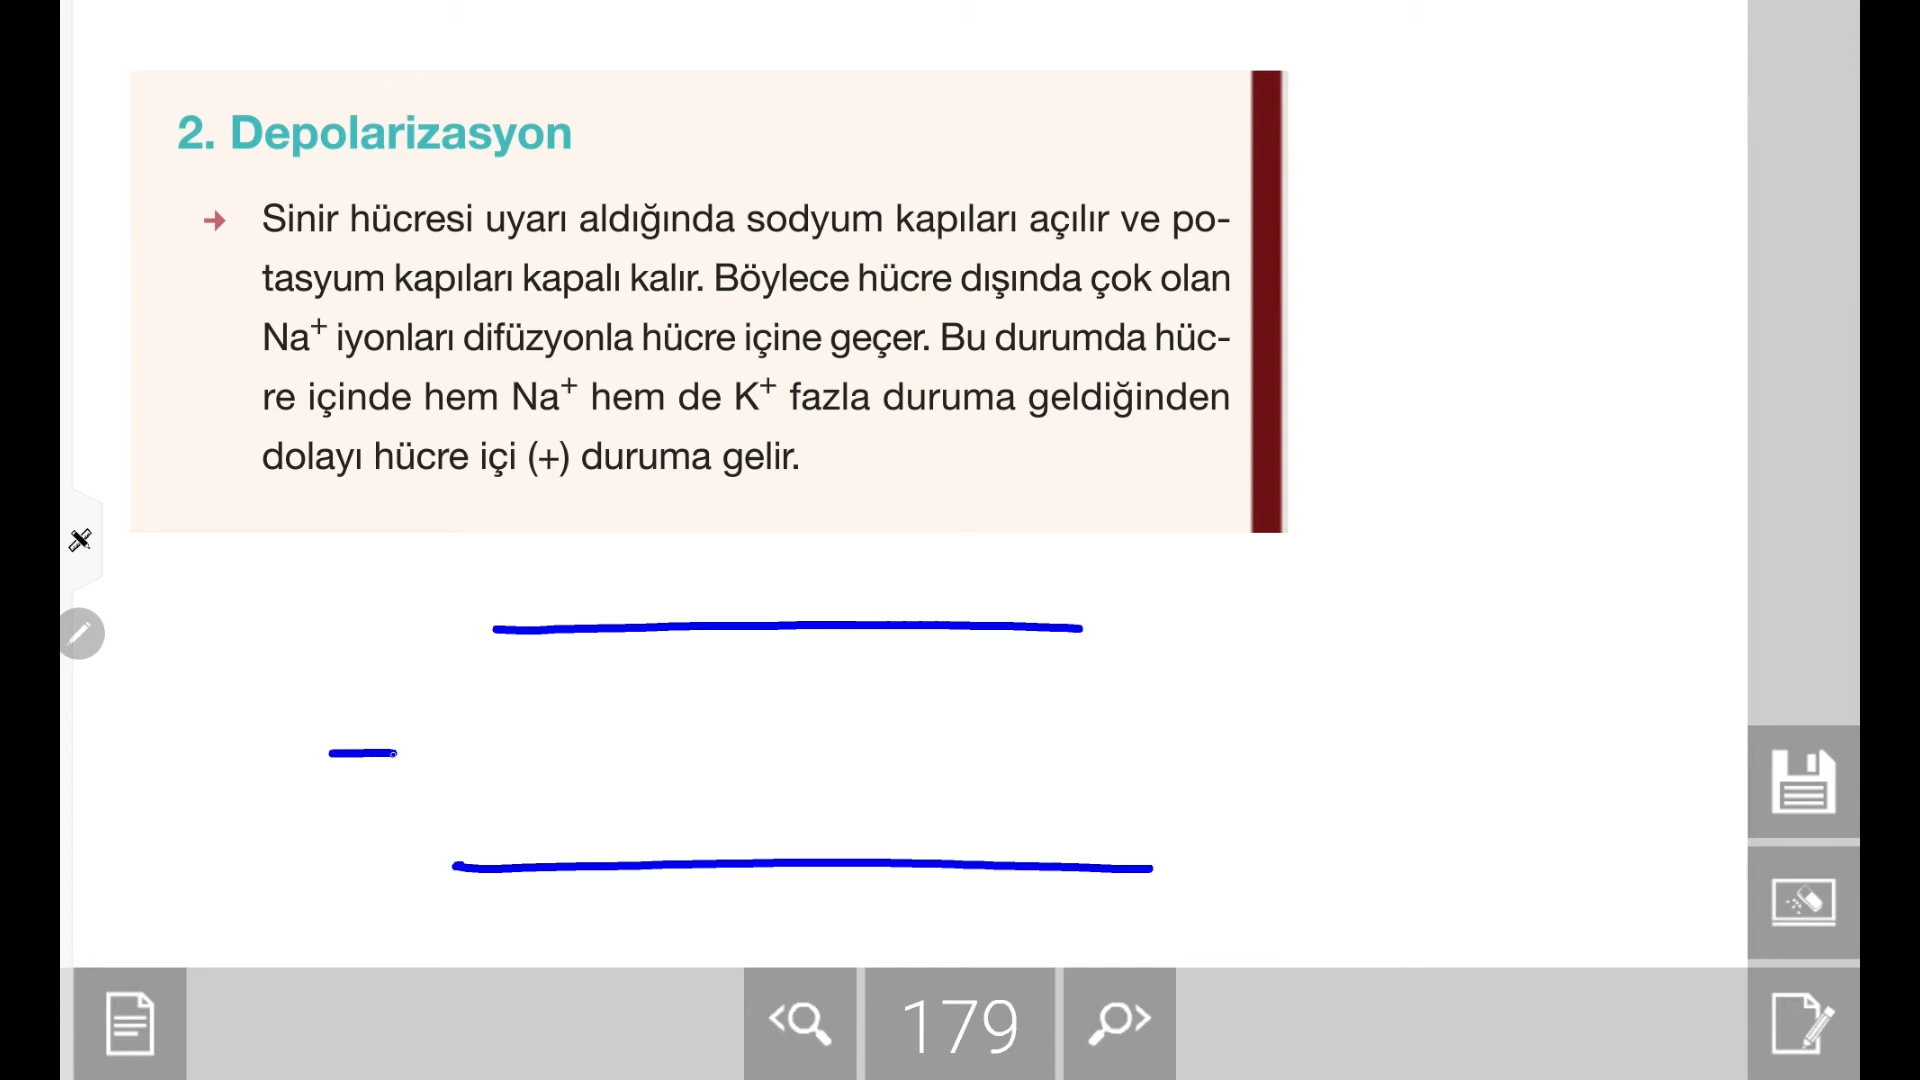 2. Depolarizasyon
→ Sinir hücresi uyarı aldığında sodyum kapıları açılır ve po-
tasyum kapıları kapalı kalır. Böylece hücre dışında çok olan
Na⁺ iyonları difüzyonla hücre içine geçer. Bu durumda hüc-
re içinde hem Na⁺ hem de K⁺ fazla duruma geldiğinden
dolayı hücre içi (+) duruma gelir.
179